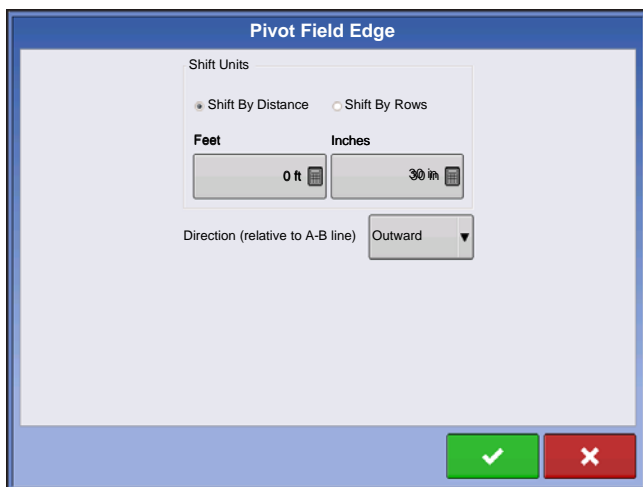 Pivot Field Edge
Shift Units
Shift By Distance Shift By Rows
Feet Inches
0 ft 30 in
Direction (relative to A-B line) Outward